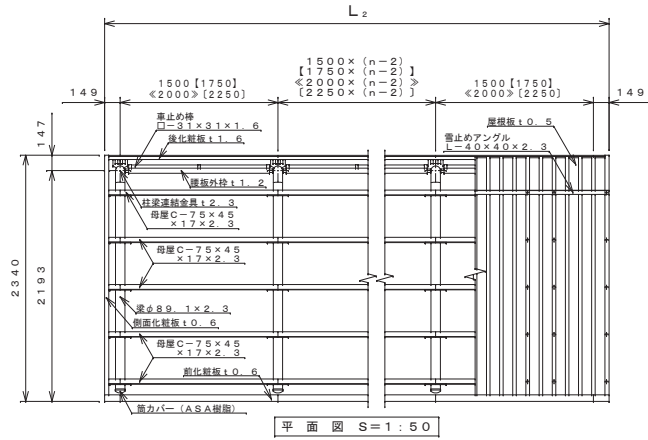 L₂
1500×(n−2)
【1750×(n−2)】
≪2000×(n−2)≫
[2250×(n−2)]
149
1500【1750】
≪2000≫[2250]
1500【1750】
≪2000≫[2250]
149
147
車止め棒
□−31×31×1.6
後化粧板t1.6
屋根板t0.5
雪止めアングル
L−40×40×2.3
腰板外枠t1.2
柱梁連結金具t2.3
母屋C−75×45
×17×2.3
母屋C−75×45
×17×2.3
2340
2193
梁φ89.1×2.3
側面化粧板t0.6
母屋C−75×45
×17×2.3
前化粧板t0.6
筒カバー(ASA樹脂)
平 面 図 S=1:50